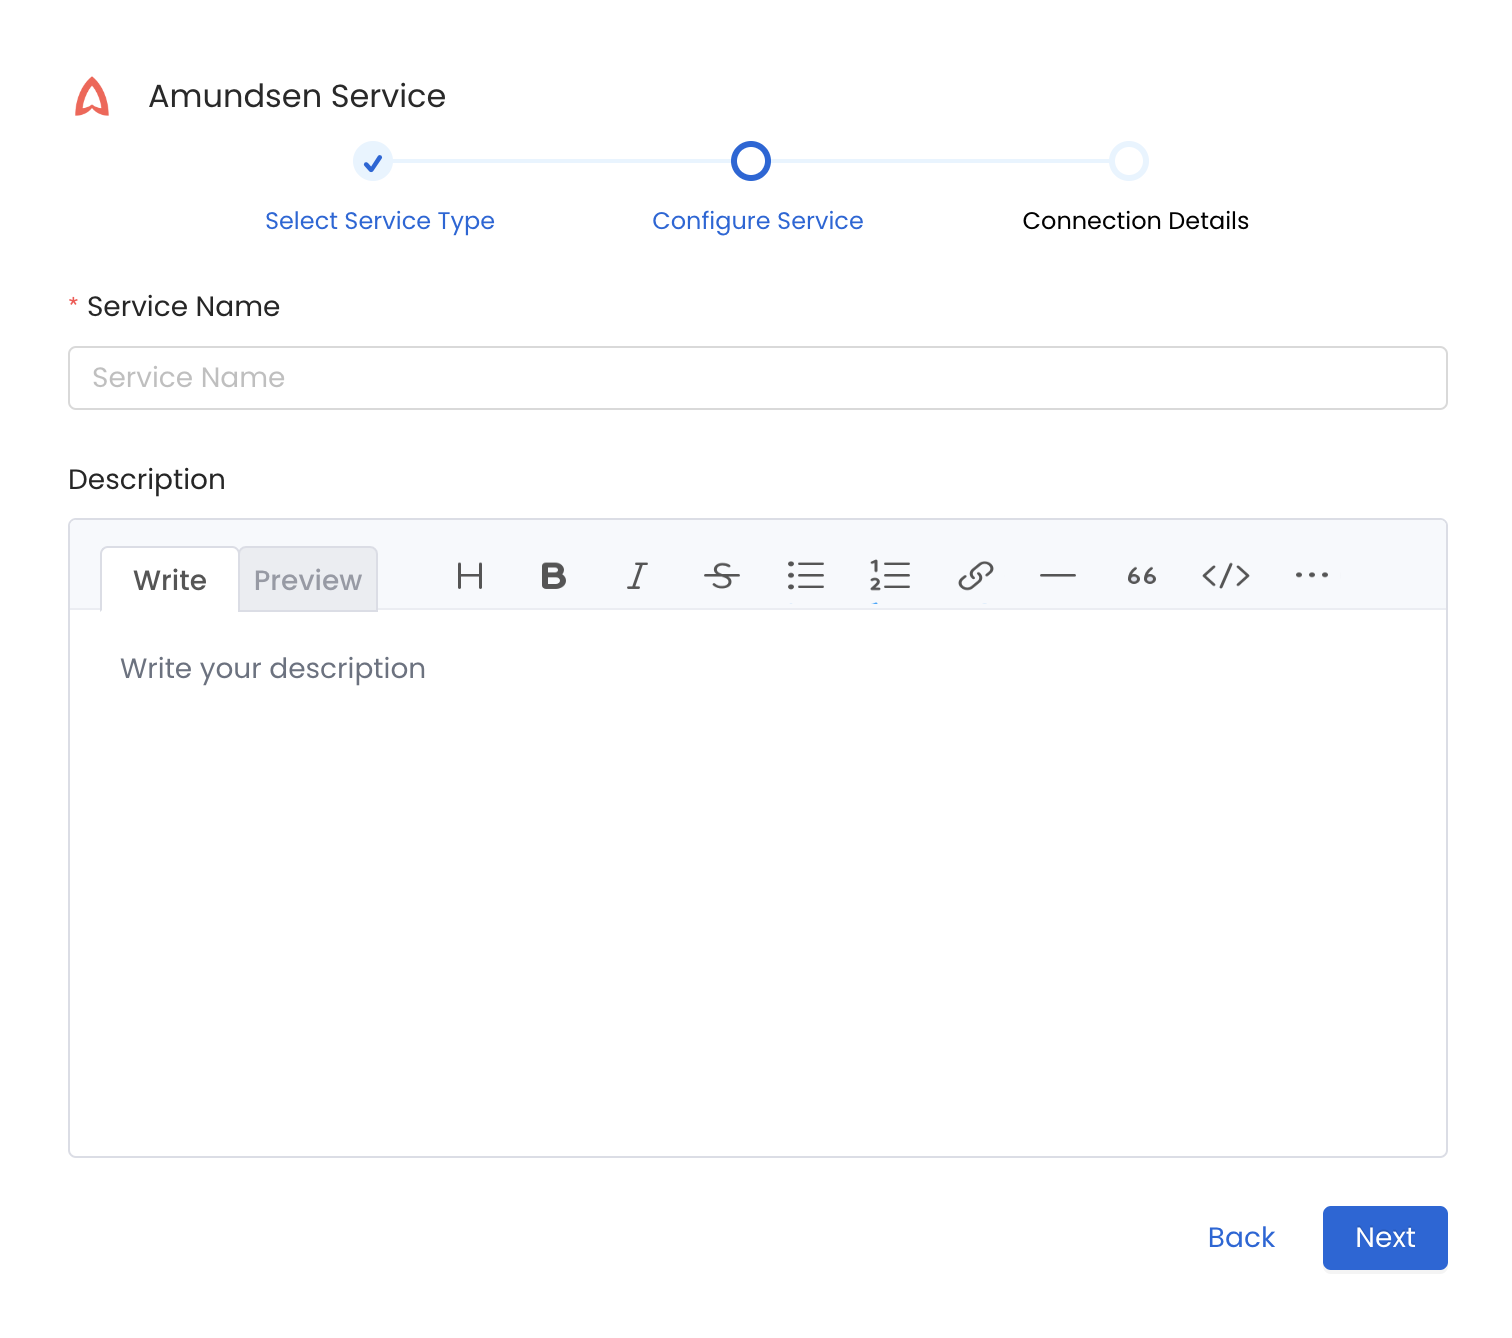 Amundsen Service
Select Service Type
Configure Service
Connection Details
* Service Name
Service Name
Description
Write
Preview
Write your description
Back
Next